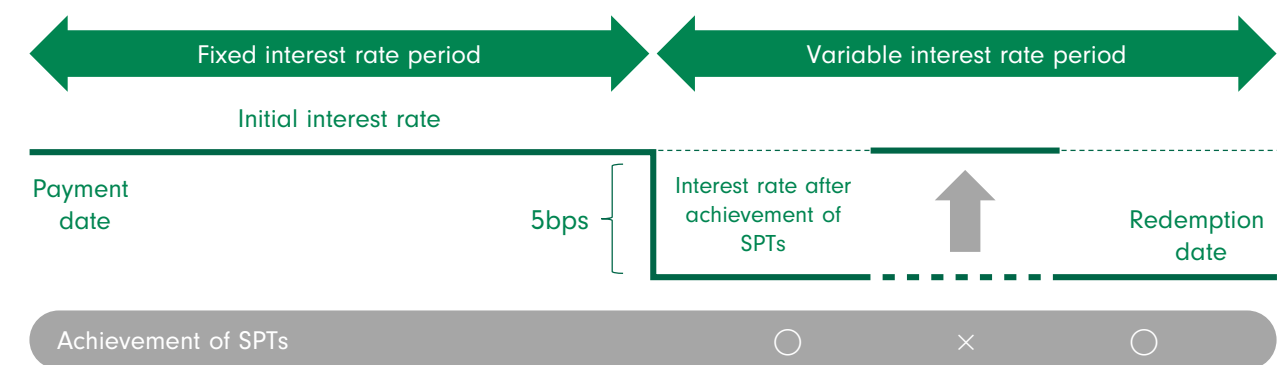 Fixed interest rate period
Variable interest rate period
Initial interest rate
Payment
date
5bps
Interest rate after
achievement of
SPTs
Redemption
date
Achievement of SPTs
○
×
○